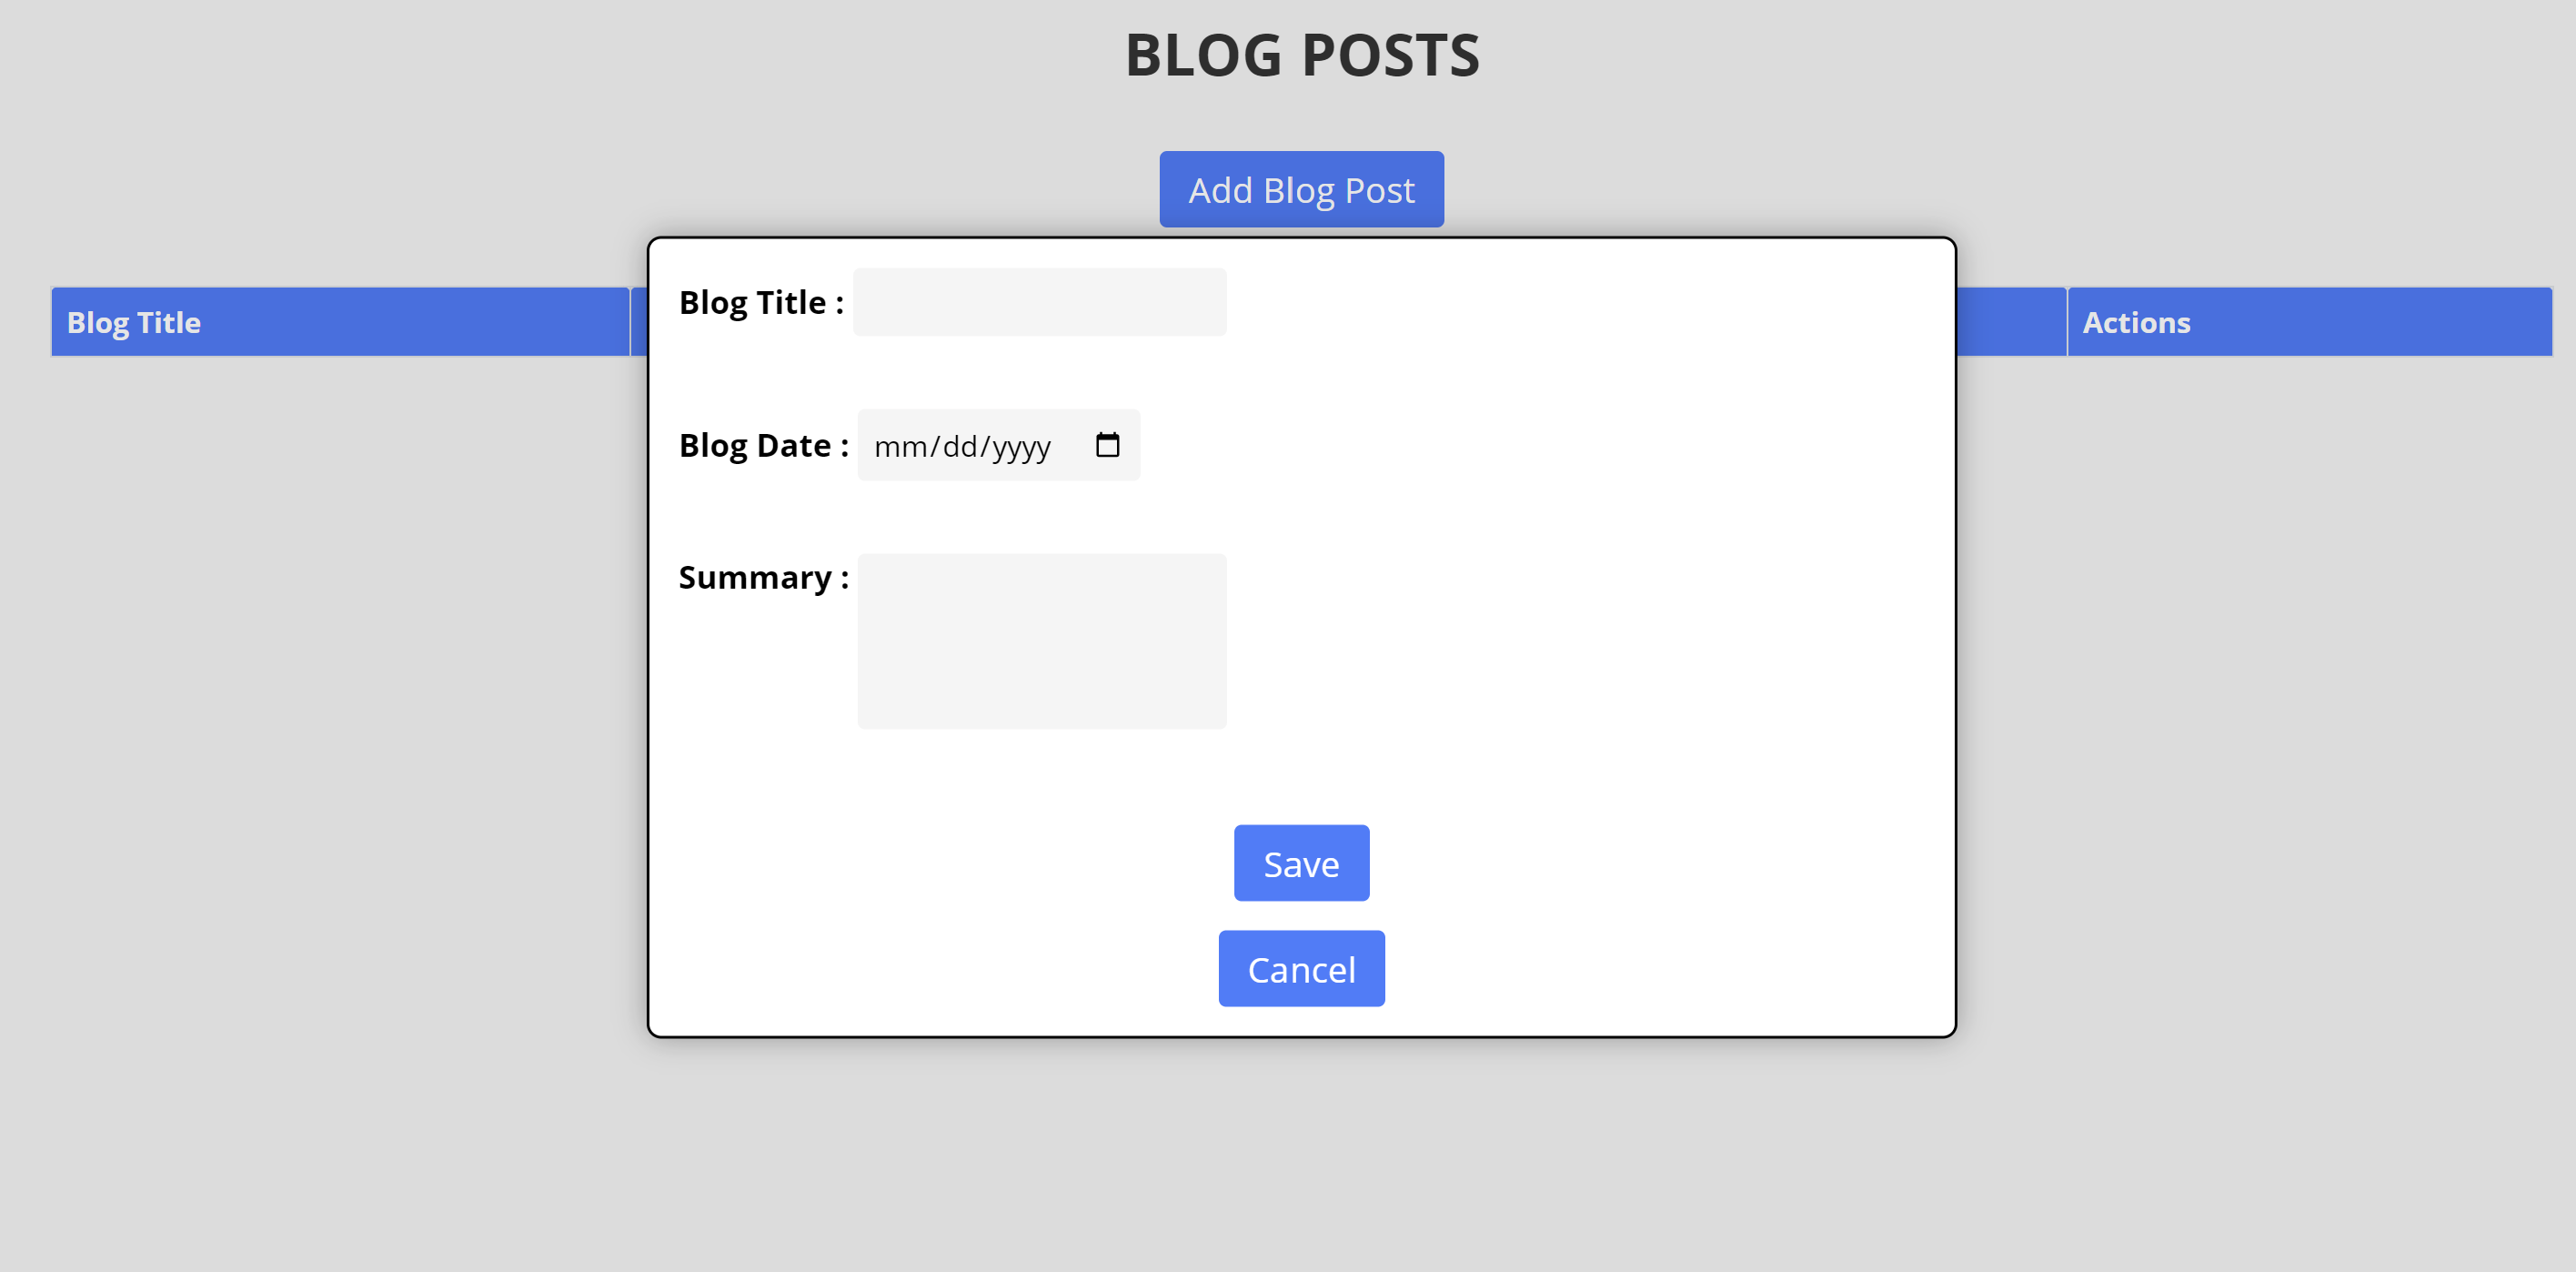 BLOG POSTS
Add Blog Post
Blog Title
Actions
Blog Title :
Blog Date : mm/dd/yyyy
Summary :
Save
Cancel